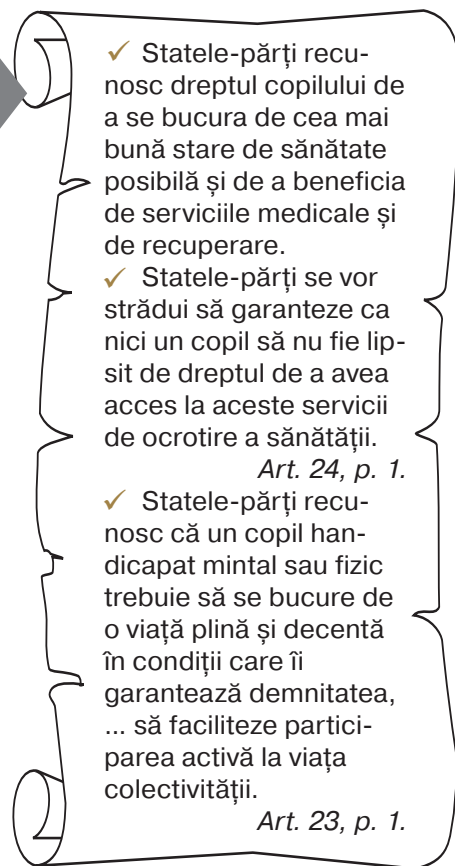 ✓ Statele-părți recu-
nosc dreptul copilului de
a se bucura de cea mai
bună stare de sănătate
posibilă și de a beneficia
de serviciile medicale și
de recuperare.
✓ Statele-părți se vor
strădui să garanteze ca
nici un copil să nu fie lip-
sit de dreptul de a avea
acces la aceste servicii
de ocrotire a sănătății.
Art. 24, p. 1.
✓ Statele-părți recu-
nosc că un copil han-
dicapat mintal sau fizic
trebuie să se bucure de
o viață plină și decentă
în condiții care îi
garantează demnitatea,
... să faciliteze partici-
parea activă la viața
colectivității.
Art. 23, p. 1.